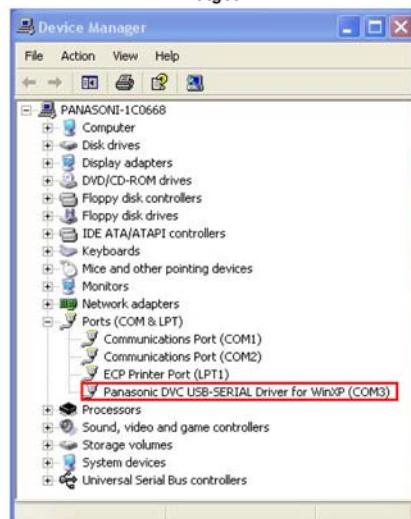 Device Manager
File Action View Help
PANASONI-1C0668
Computer
Disk drives
Display adapters
DVD/CD-ROM drives
Floppy disk controllers
Floppy disk drives
IDE ATA/ATAPI controllers
Keyboards
Mice and other pointing devices
Monitors
Network adapters
Ports (COM & LPT)
Communications Port (COM1)
Communications Port (COM2)
ECP Printer Port (LPT1)
Panasonic DVC USB-SERIAL Driver for WinXP (COM3)
Processors
Sound, video and game controllers
Storage volumes
System devices
Universal Serial Bus controllers